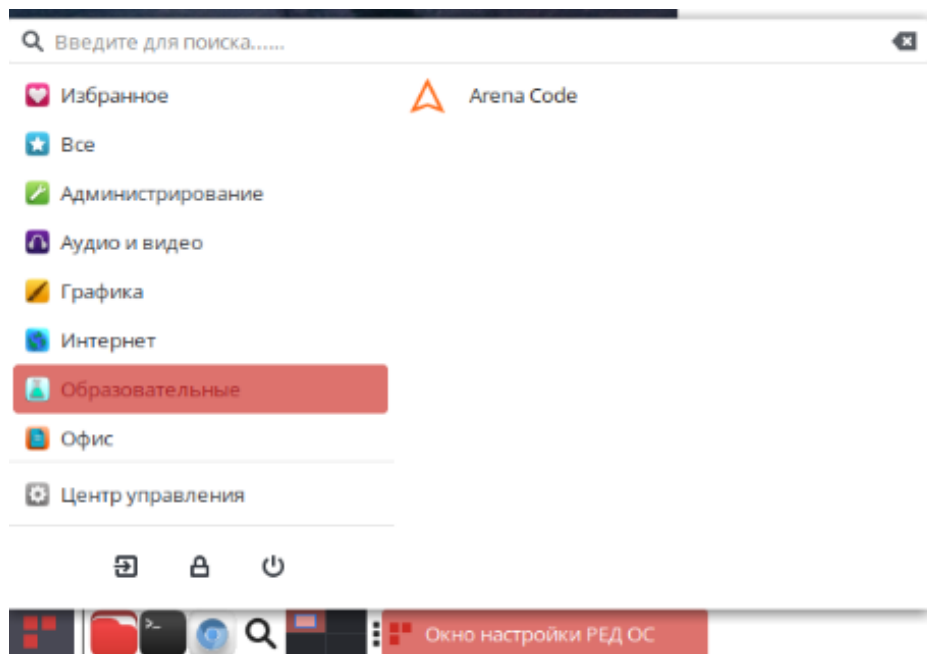 Введите для поиска......
Избранное
Все
Администрирование
Аудио и видео
Графика
Интернет
Образовательные
Офис
Центр управления
Arena Code
>_
Окно настройки РЕД ОС